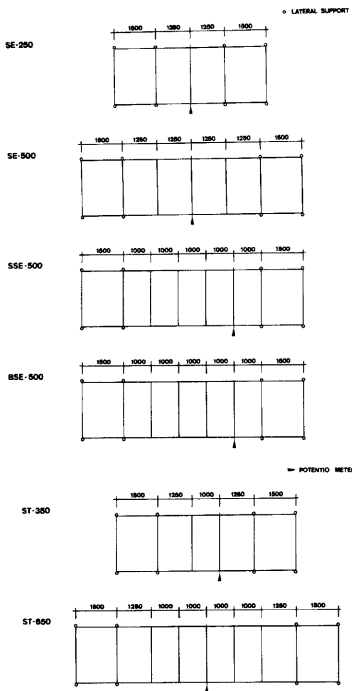 o LATERAL SUPPORT
SE-250
1500 1250 1250 1500
SE-500
1500 1250 1250 1250 1250 1500
SSE-500
1500 1000 1000 1000 1000 1000 1500
BSE-500
1500 1000 1000 1000 1000 1000 1500
POTENTIO METE
ST-350
1500 1250 1000 1250 1500
ST-650
1500 1250 1000 1000 1000 1000 1250 1500